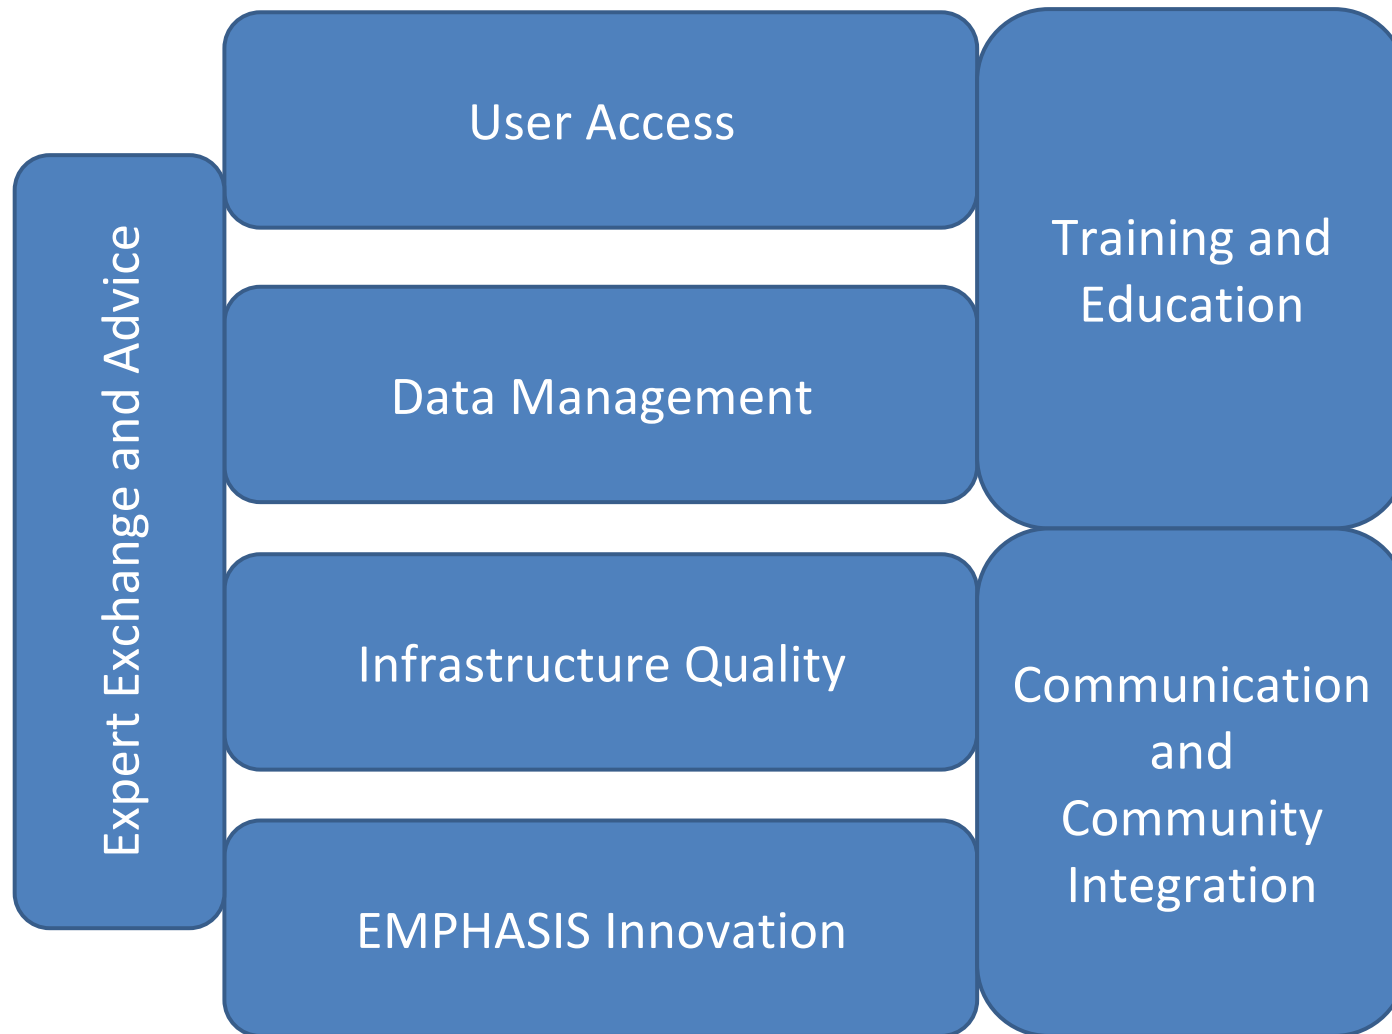 Expert Exchange and Advice
User Access
Data Management
Infrastructure Quality
EMPHASIS Innovation
Training and
Education
Communication
and
Community
Integration